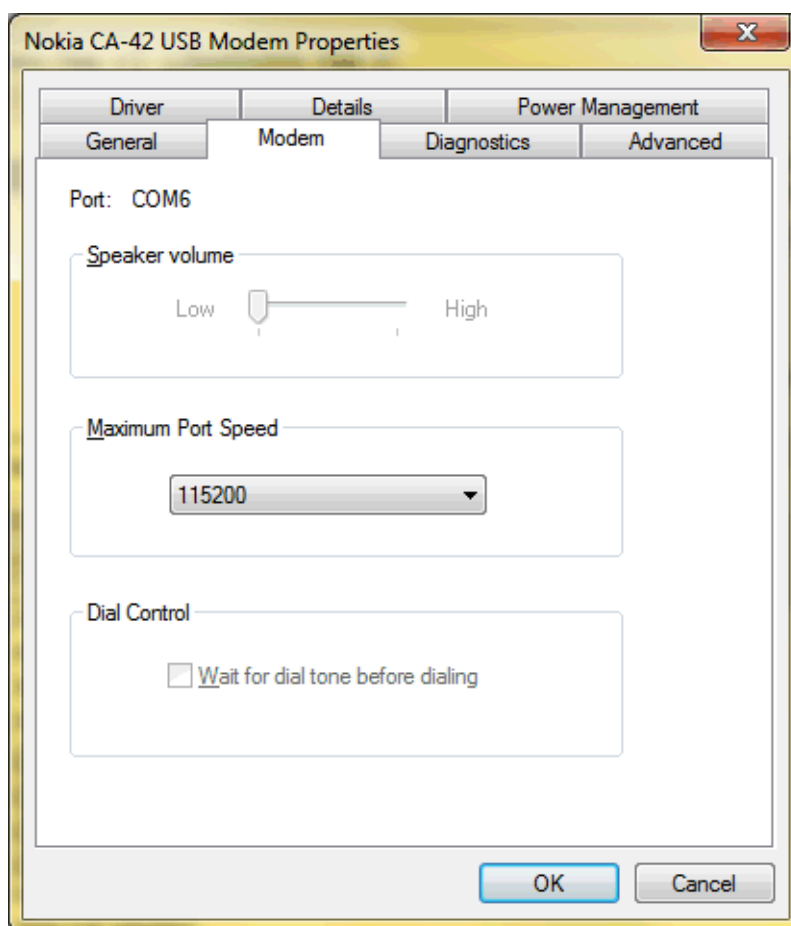 Nokia CA-42 USB Modem Properties
Driver Details Power Management
General Modem Diagnostics Advanced
Port: COM6
Speaker volume
Low High
Maximum Port Speed
115200
Dial Control
Wait for dial tone before dialing
OK Cancel